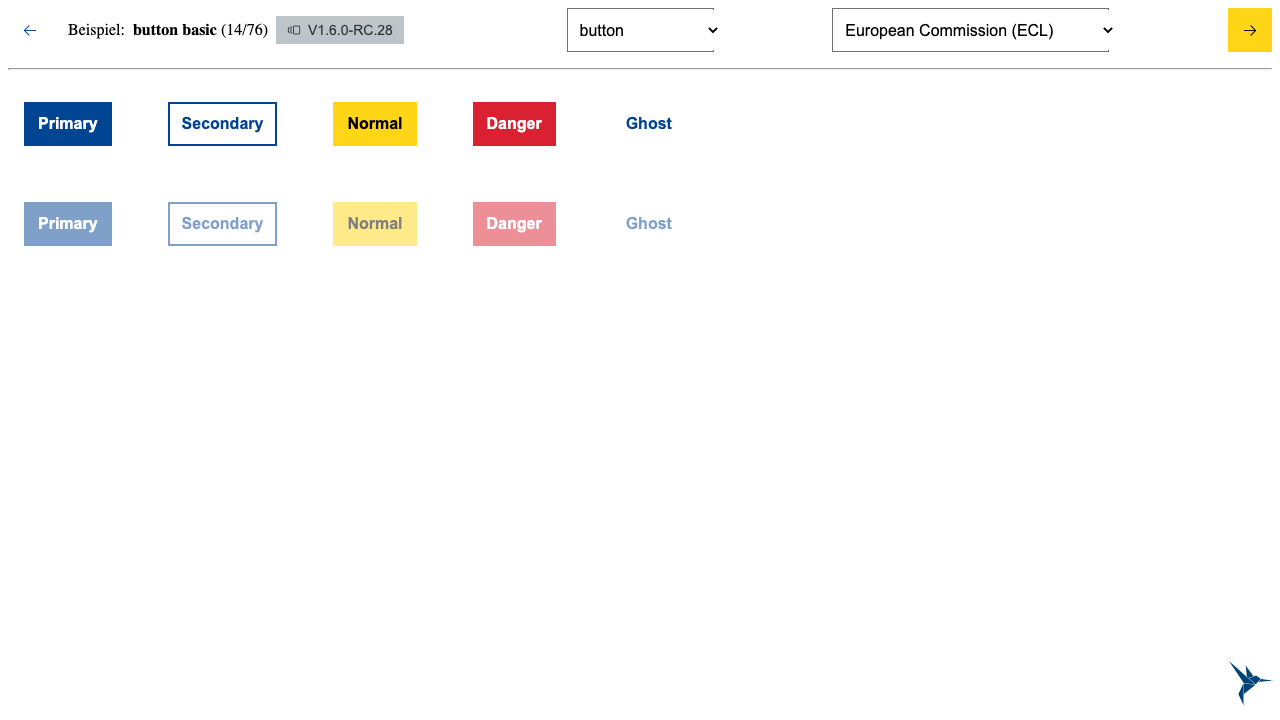 Beispiel: button basic (14/76) V1.6.0-RC.28 button European Commission (ECL)
Primary Secondary Normal Danger Ghost
Primary Secondary Normal Danger Ghost